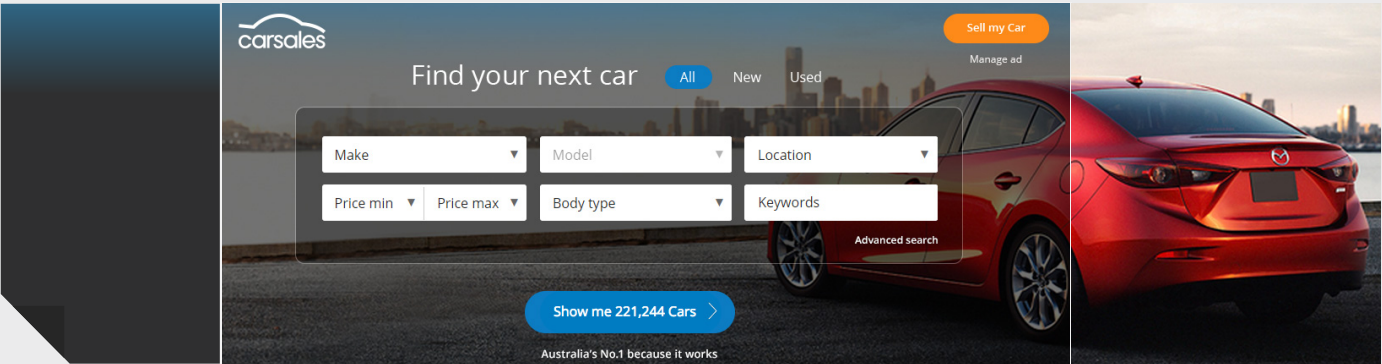 carsales
Sell my Car
Manage ad
Find your next car
All New Used
Make Model Location
Price min Price max Body type Keywords
Advanced search
Show me 221,244 Cars
Australia's No.1 because it works